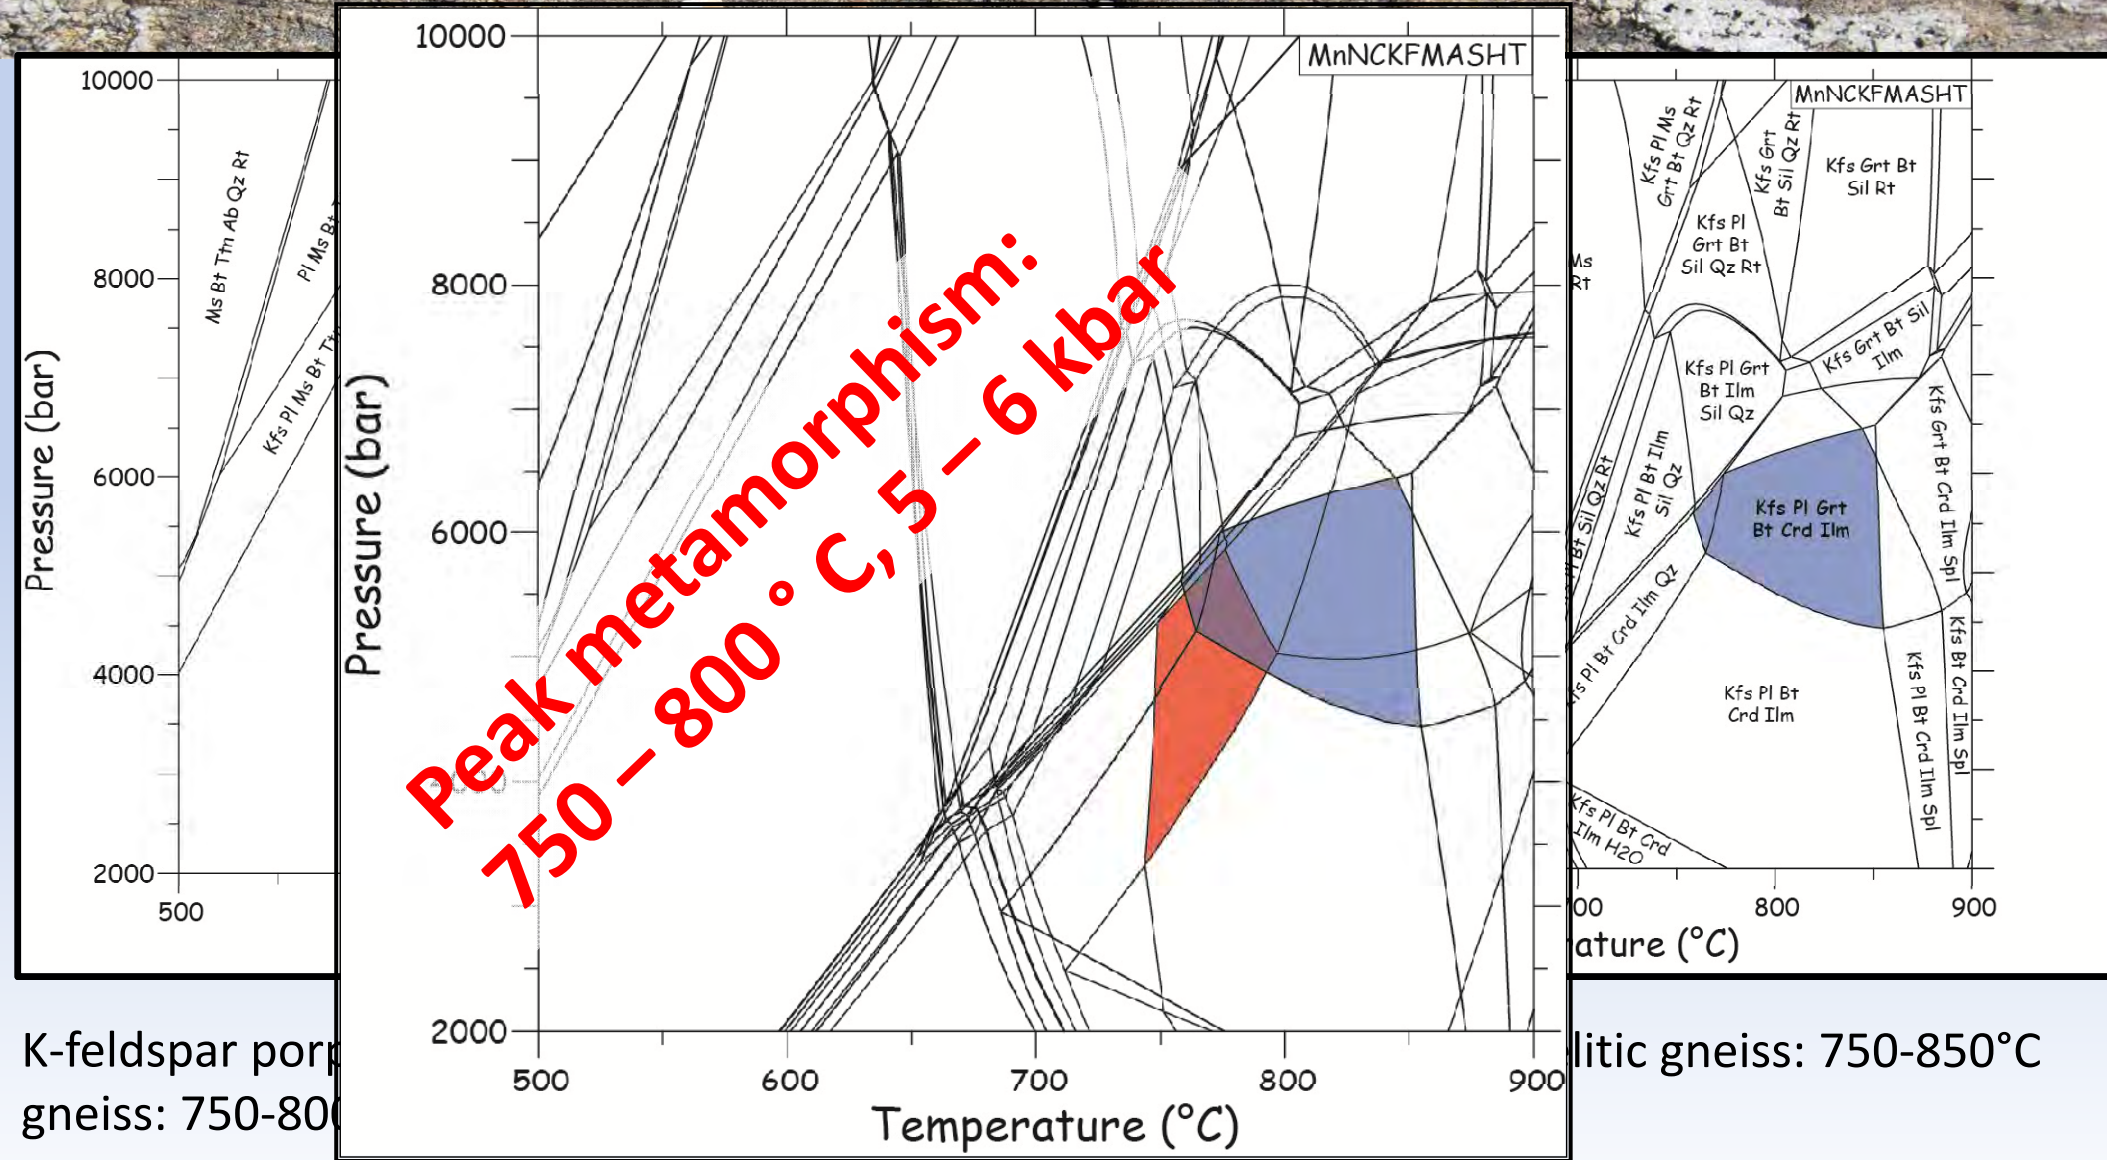 10000
8000
6000
4000
2000
500
Pressure (bar)
Ms Bt Ttn Ab Qz Rt
Pl Ms Bt
Kfs Pl Ms Bt
10000
8000
6000
2000
500
600
700
800
900
Pressure (bar)
Temperature (°C)
MnNCKFMASHT
Peak metamorphism:
750 – 800 ° C, 5 – 6 kbar
MnNCKFMASHT
Kfs Pl Ms
Grt Bt Qz Rt
Kfs Grt
Bt Sil Qz Rt
Kfs Grt Bt
Sil Rt
Kfs Pl
Grt Bt
Sil Qz Rt
Ms
Rt
Kfs Grt Bt Sil
Ilm
Kfs Pl Grt
Bt Ilm
Sil Qz
Kfs Pl Bt Ilm
Sil Qz
Bt Sil Qz Rt
Kfs Pl Grt
Bt Crd Ilm
Kfs Grt Bt Crd Ilm Spl
Pl Bt Crd Ilm Qz
Kfs Pl Bt
Crd Ilm
Kfs Pl Bt Crd Ilm Spl
Kfs Bt Crd Ilm Spl
Kfs Pl Bt Crd
Ilm H2O
800
900
ature (°C)
K-feldspar porp
gneiss: 750-800
litic gneiss: 750-850°C